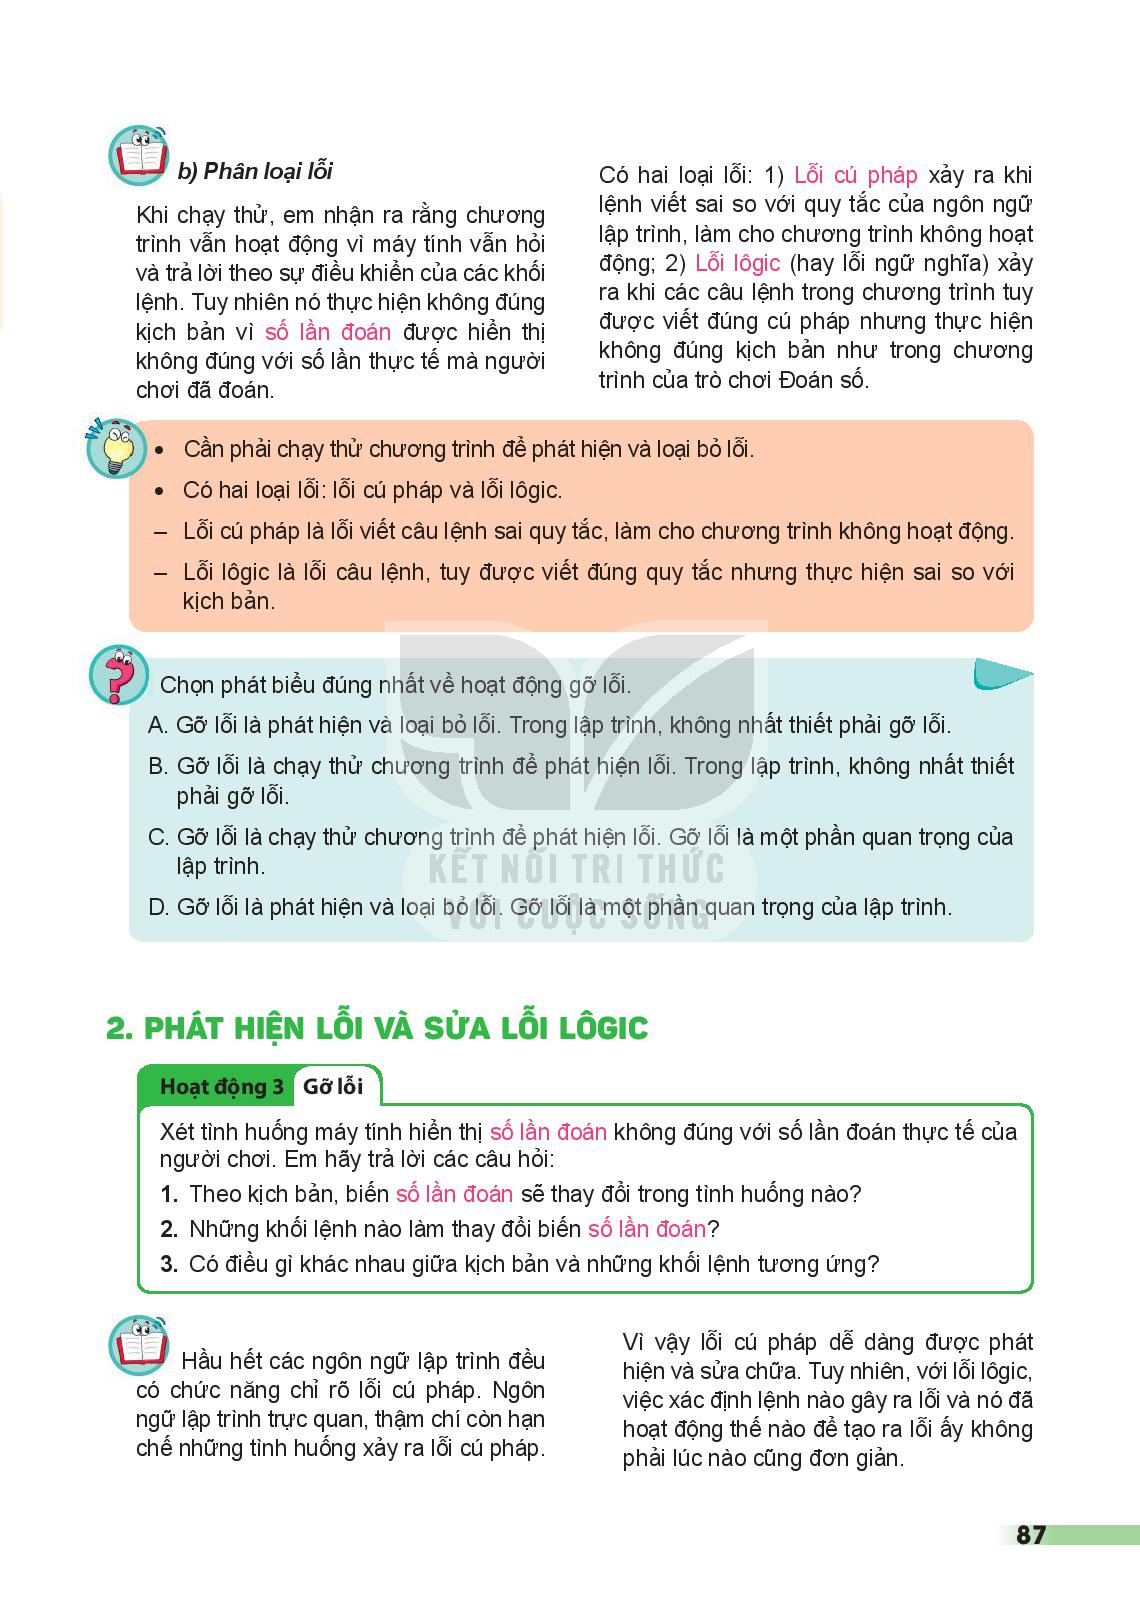 b) Phân loại lỗi
Khi chạy thử, em nhận ra rằng chương
trình vẫn hoạt động vì máy tính vẫn hỏi
và trả lời theo sự điều khiển của các khối
lệnh. Tuy nhiên nó thực hiện không đúng
kịch bản vì số lần đoán được hiển thị
không đúng với số lần thực tế mà người
chơi đã đoán.
Có hai loại lỗi: 1) Lỗi cú pháp xảy ra khi
lệnh viết sai so với quy tắc của ngôn ngữ
lập trình, làm cho chương trình không hoạt
động; 2) Lỗi lôgic (hay lỗi ngữ nghĩa) xảy
ra khi các câu lệnh trong chương trình tuy
được viết đúng cú pháp nhưng thực hiện
không đúng kịch bản như trong chương
trình của trò chơi Đoán số.
• Cần phải chạy thử chương trình để phát hiện và loại bỏ lỗi.
• Có hai loại lỗi: lỗi cú pháp và lỗi lôgic.
– Lỗi cú pháp là lỗi viết câu lệnh sai quy tắc, làm cho chương trình không hoạt động.
– Lỗi lôgic là lỗi câu lệnh, tuy được viết đúng quy tắc nhưng thực hiện sai so với
kịch bản.
Chọn phát biểu đúng nhất về hoạt động gỡ lỗi.
A. Gỡ lỗi là phát hiện và loại bỏ lỗi. Trong lập trình, không nhất thiết phải gỡ lỗi.
B. Gỡ lỗi là chạy thử chương trình để phát hiện lỗi. Trong lập trình, không nhất thiết
phải gỡ lỗi.
C. Gỡ lỗi là chạy thử chương trình để phát hiện lỗi. Gỡ lỗi là một phần quan trọng của
lập trình.
D. Gỡ lỗi là phát hiện và loại bỏ lỗi. Gỡ lỗi là một phần quan trọng của lập trình.
KẾT NỐI TRI THỨC
VỚI CUỘC SỐNG
2. PHÁT HIỆN LỖI VÀ SỬA LỖI LÔGIC
Hoạt động 3 Gỡ lỗi
Xét tình huống máy tính hiển thị số lần đoán không đúng với số lần đoán thực tế của
người chơi. Em hãy trả lời các câu hỏi:
1. Theo kịch bản, biến số lần đoán sẽ thay đổi trong tình huống nào?
2. Những khối lệnh nào làm thay đổi biến số lần đoán?
3. Có điều gì khác nhau giữa kịch bản và những khối lệnh tương ứng?
Hầu hết các ngôn ngữ lập trình đều
có chức năng chỉ rõ lỗi cú pháp. Ngôn
ngữ lập trình trực quan, thậm chí còn hạn
chế những tình huống xảy ra lỗi cú pháp.
Vì vậy lỗi cú pháp dễ dàng được phát
hiện và sửa chữa. Tuy nhiên, với lỗi lôgic,
việc xác định lệnh nào gây ra lỗi và nó đã
hoạt động thế nào để tạo ra lỗi ấy không
phải lúc nào cũng đơn giản.
87